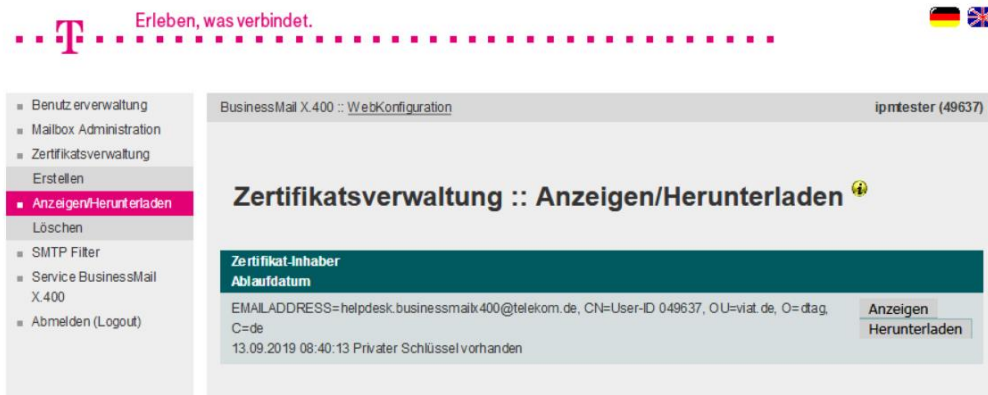 Erleben, was verbindet.
T
Benutzerverwaltung
Mailbox Administration
Zertifikatsverwaltung
Erstellen
Anzeigen/Herunterladen
Löschen
SMTP Filter
Service BusinessMail
X.400
Abmelden (Logout)
BusinessMail X.400 :: WebKonfiguration
ipmtester (49637)
Zertifikatsverwaltung :: Anzeigen/Herunterladen
Zertifikat-Inhaber
Ablaufdatum
EMAILADDRESS=helpdesk.businessmailx400@telekom.de, CN=User-ID 049637, OU=viat.de, O=dtag,
C=de
13.09.2019 08:40:13 Privater Schlüssel vorhanden
Anzeigen
Herunterladen